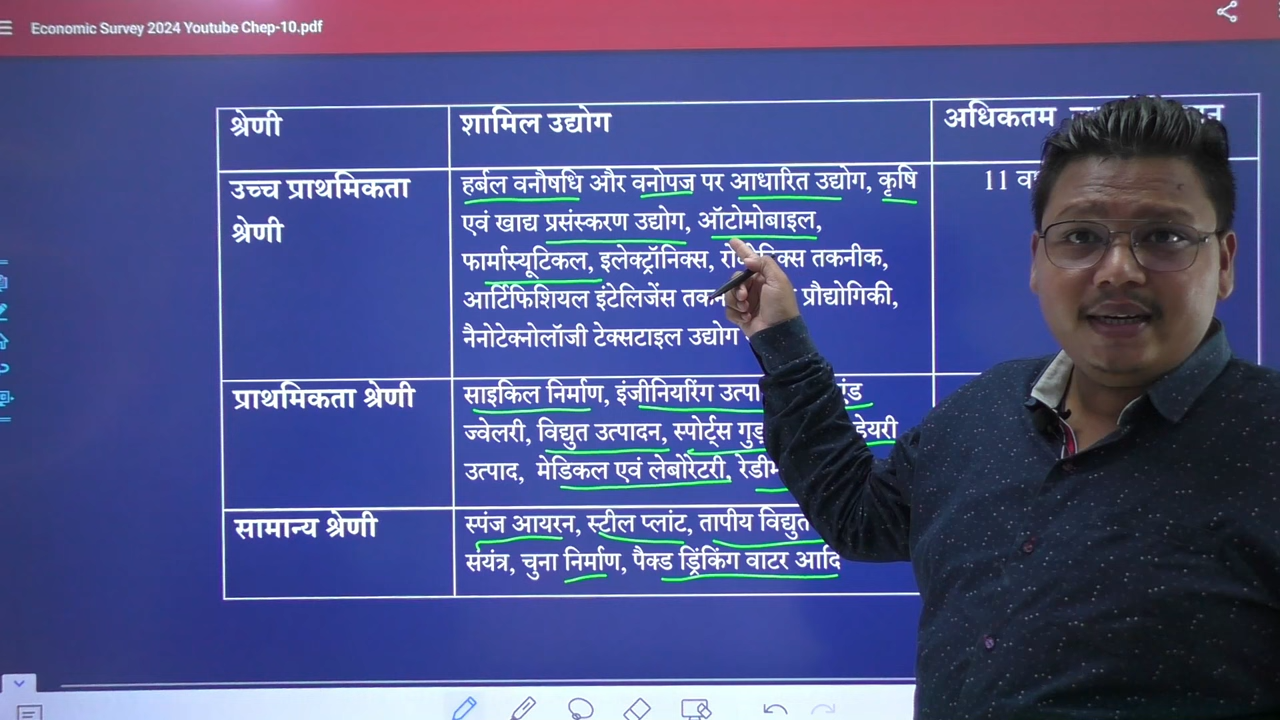 Economic Survey 2024 Youtube Chep-10.pdf
श्रेणी
शामिल उद्योग
अधिकतम
उच्च प्राथमिकता
श्रेणी
हर्बल वनौषधि और वनोपज पर आधारित उद्योग, कृषि
एवं खाद्य प्रसंस्करण उद्योग, ऑटोमोबाइल,
फार्मास्यूटिकल, इलेक्ट्रॉनिक्स, तकनीक,
आर्टिफिशियल इंटेलिजेंस प्रौद्योगिकी,
नैनोटेक्नोलॉजी टेक्सटाइल उद्योग
11
प्राथमिकता श्रेणी
साइकिल निर्माण, इंजीनियरिंग
ज्वेलरी, विद्युत उत्पादन, स्पोर्ट्स डेयरी
उत्पाद, मेडिकल एवं लेबोरेटरी,
सामान्य श्रेणी
स्पंज आयरन, स्टील प्लांट, तापीय विद्युत
संयंत्र, चुना निर्माण, पैक्ड ड्रिंकिंग वाटर आदि